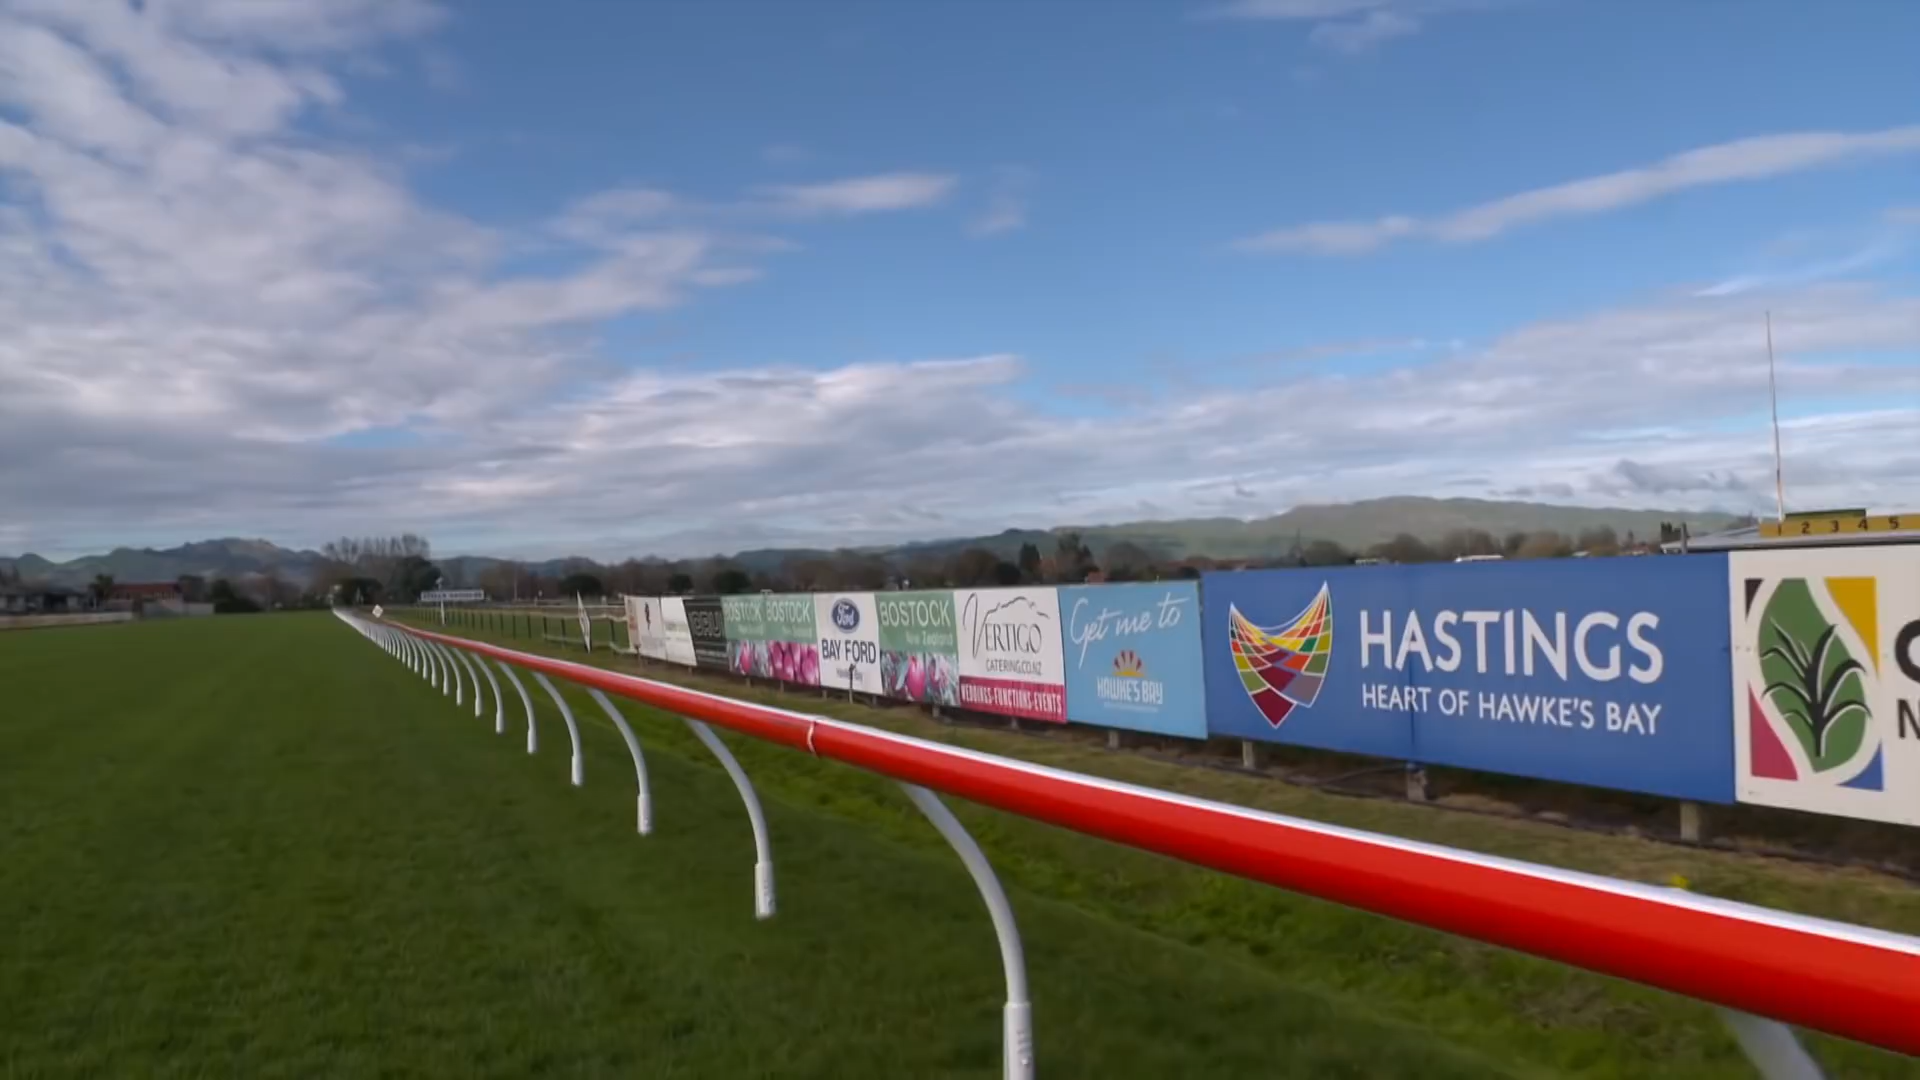 BOSTOCK
BOSTOCK
Ford
BAY FORD
BOSTOCK
New Zealand
VERTIGO
CATERING.CO.NZ
WEDDINGS·FUNCTIONS·EVENTS
Get me to
HAWKE'S BAY
HASTINGS
HEART OF HAWKE'S BAY
1 2 3 4 5